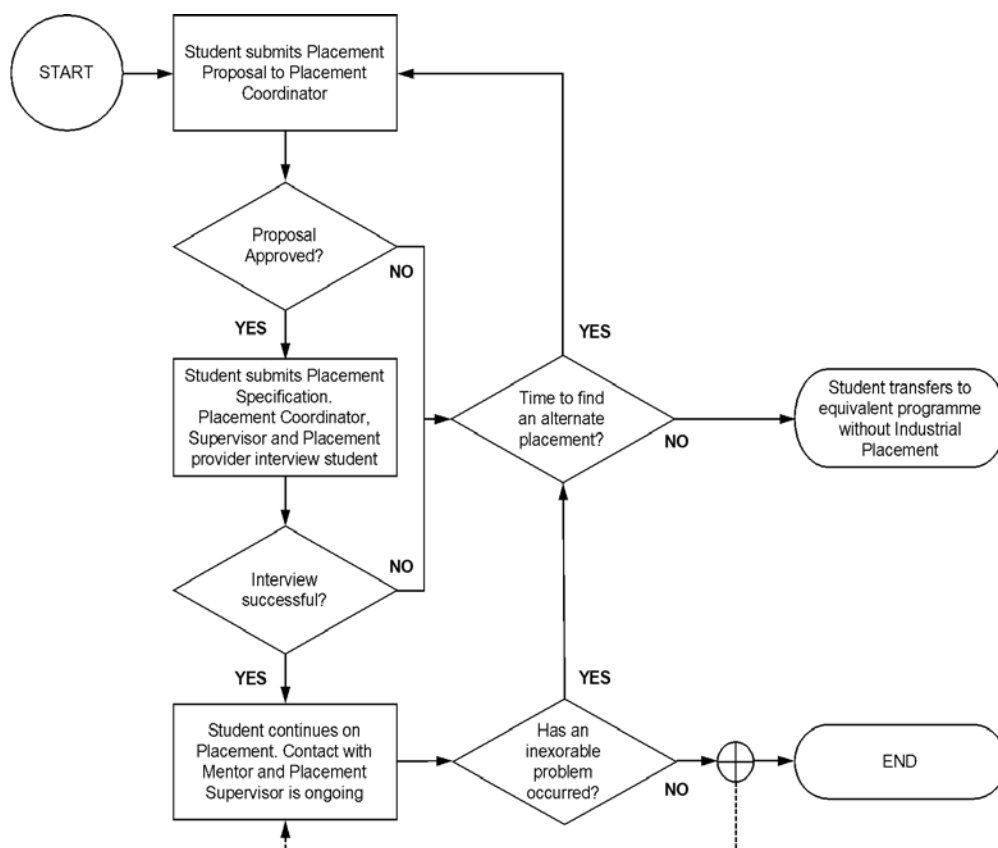 START
Student submits Placement
Proposal to Placement
Coordinator
Proposal
Approved?
NO
YES
Student submits Placement
Specification.
Placement Coordinator,
Supervisor and Placement
provider interview student
Interview
successful?
NO
YES
Student continues on
Placement. Contact with
Mentor and Placement
Supervisor is ongoing
YES
Time to find
an alternate
placement?
NO
Student transfers to
equivalent programme
without Industrial
Placement
YES
Has an
inexorable
problem
occurred?
NO
END